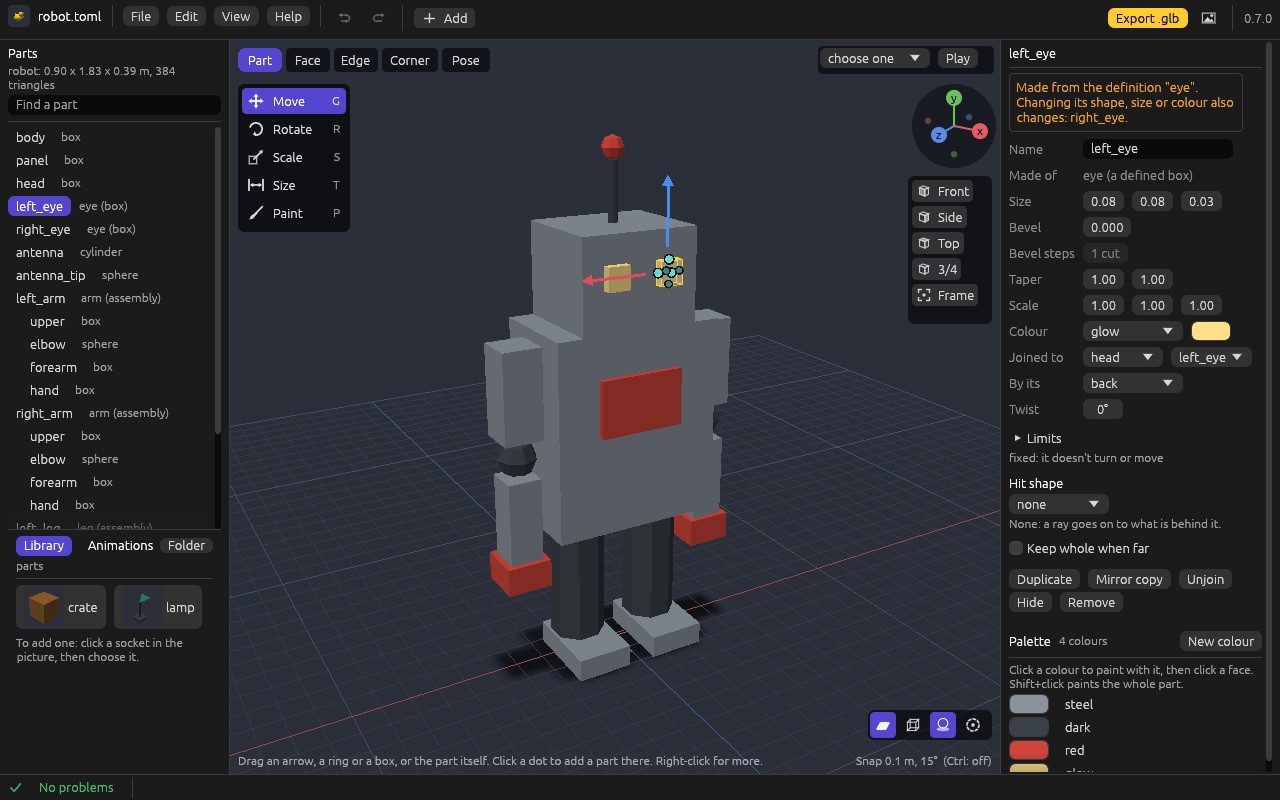 robot.toml
File
Edit
View
Help
Add
Export .glb
0.7.0
Parts
robot: 0.90 x 1.83 x 0.39 m, 384
triangles
Find a part
body box
panel box
head box
left_eye eye (box)
right_eye eye (box)
antenna cylinder
antenna_tip sphere
left_arm arm (assembly)
upper box
elbow sphere
forearm box
hand box
right_arm arm (assembly)
upper box
elbow sphere
forearm box
hand box
left_leg leg (assembly)
Library
Animations
Folder
parts
crate
lamp
To add one: click a socket in the
picture, then choose it.
Part
Face
Edge
Corner
Pose
Move G
Rotate R
Scale S
Size T
Paint P
choose one
Play
y
x
z
Front
Side
Top
3/4
Frame
Drag an arrow, a ring or a box, or the part itself. Click a dot to add a part there. Right-click for more.
Snap 0.1 m, 15° (Ctrl: off)
left_eye
Made from the definition "eye".
Changing its shape, size or colour also
changes: right_eye.
Name left_eye
Made of eye (a defined box)
Size 0.08 0.08 0.03
Bevel 0.000
Bevel steps 1 cut
Taper 1.00 1.00
Scale 1.00 1.00 1.00
Colour glow
Joined to head left_eye
By its back
Twist 0°
Limits
fixed: it doesn't turn or move
Hit shape
none
None: a ray goes on to what is behind it.
Keep whole when far
Duplicate
Mirror copy
Unjoin
Hide
Remove
Palette 4 colours
New colour
Click a colour to paint with it, then click a face.
Shift+click paints the whole part.
steel
dark
red
glow
No problems